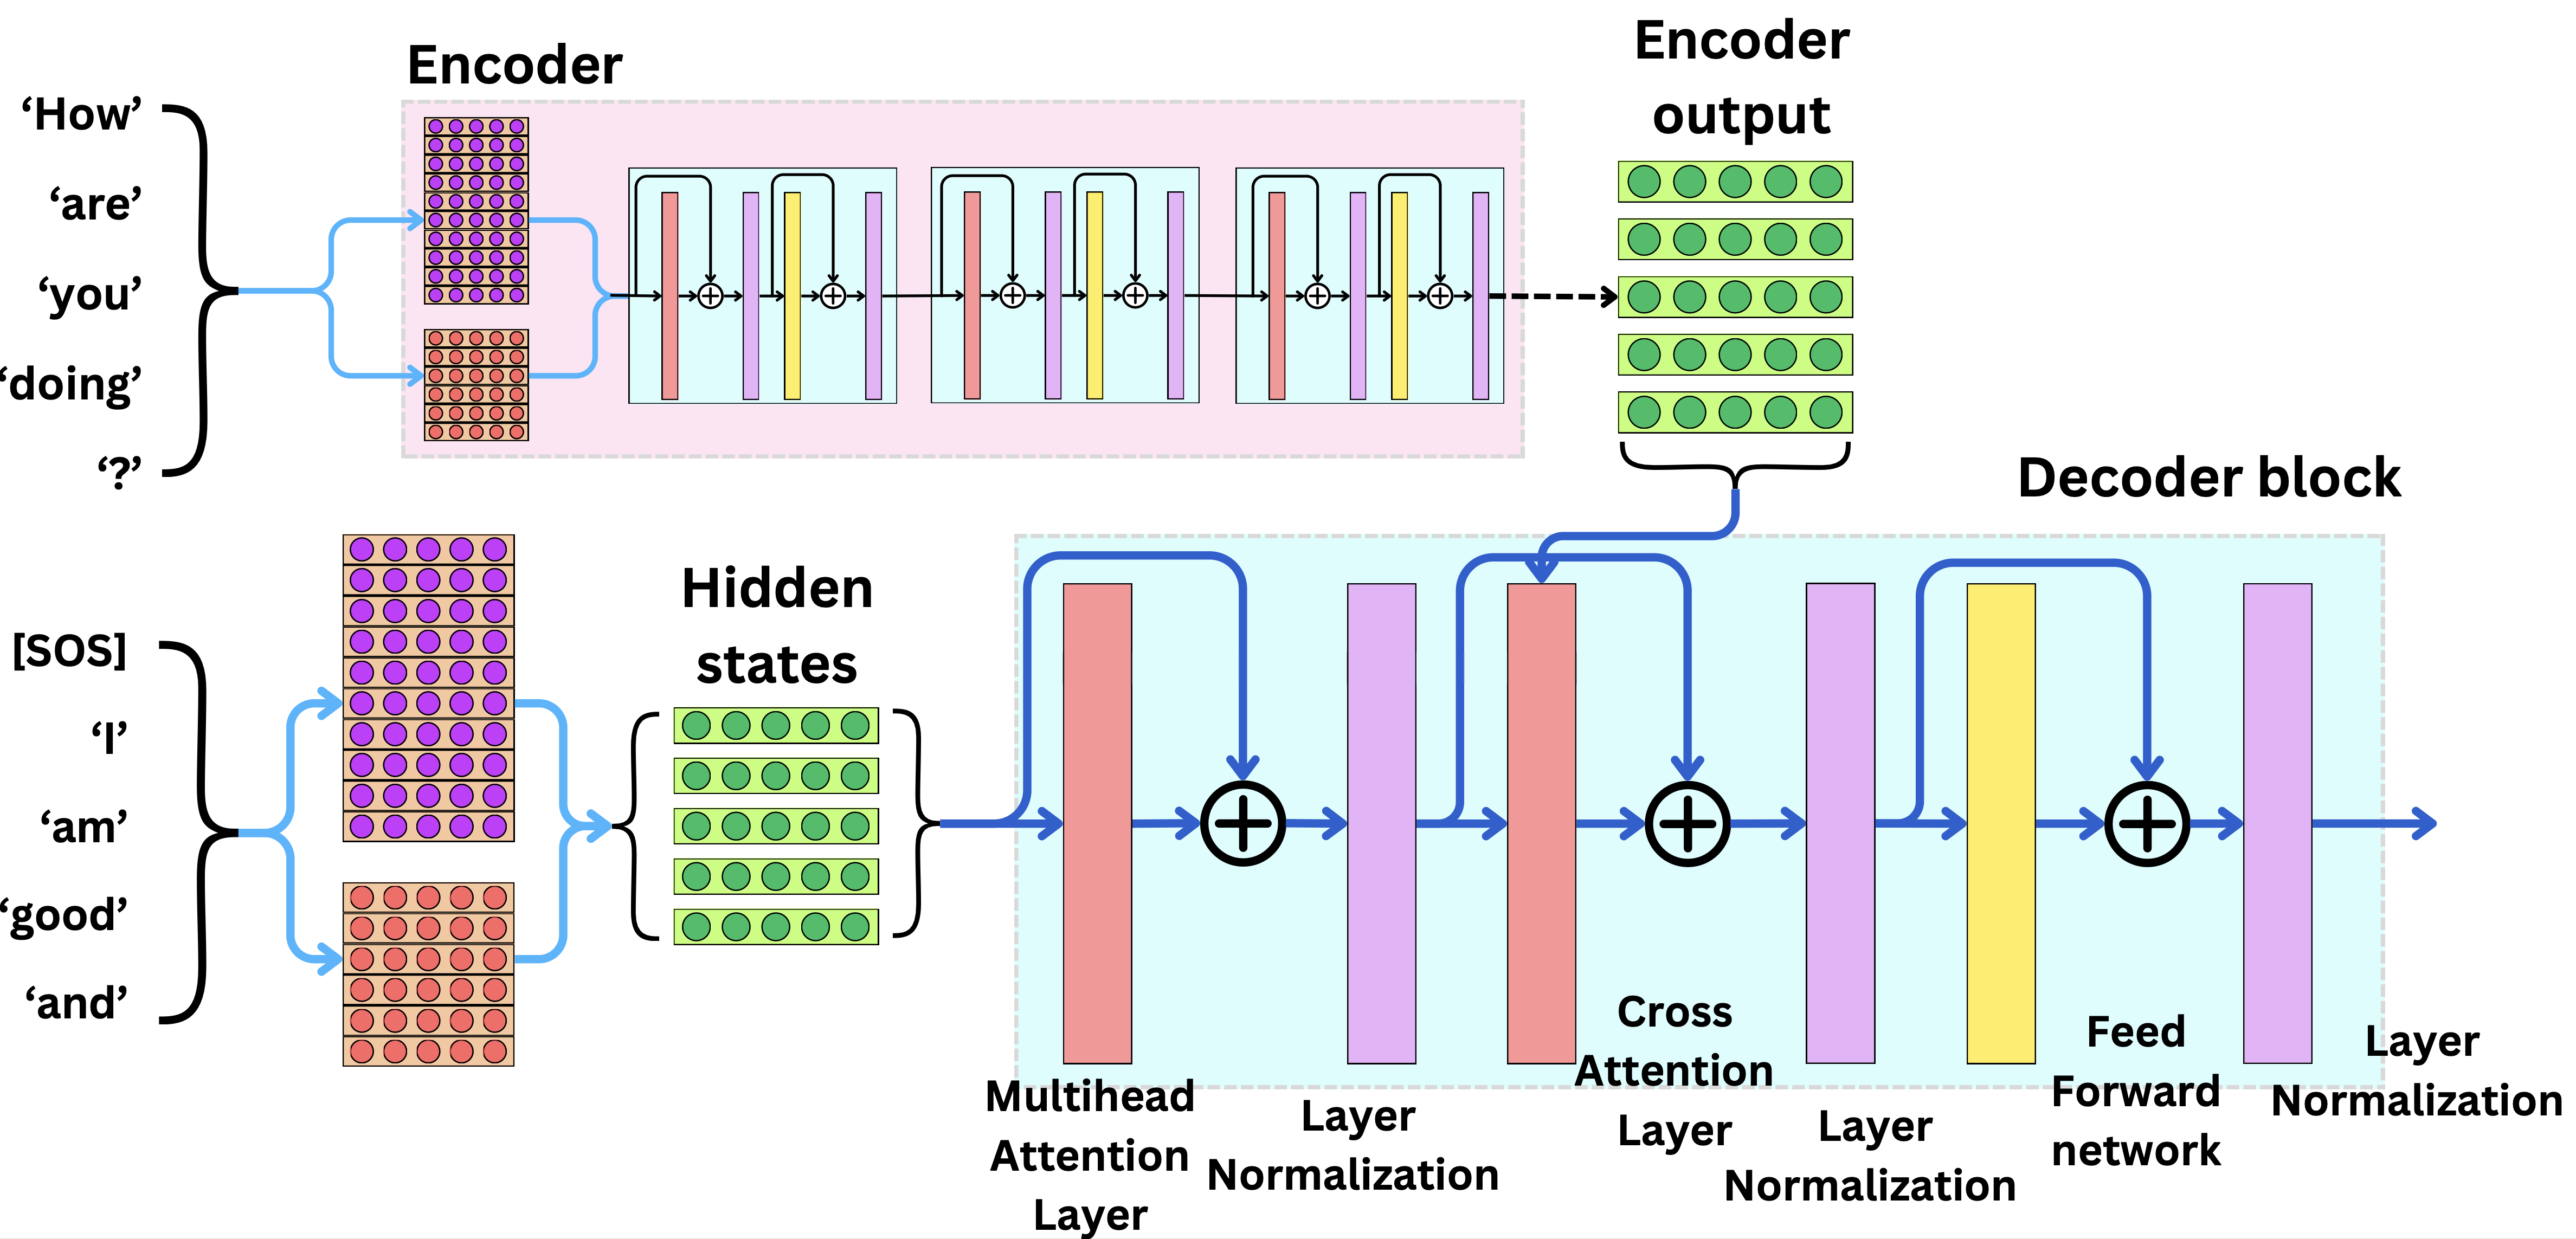 Encoder
Encoder
output
‘How’
‘are’
‘you’
‘doing’
‘?’
Decoder block
[SOS]
‘I’
‘am’
‘good’
‘and’
Hidden
states
Multihead
Attention
Layer
Layer
Normalization
Cross
Attention
Layer
Layer
Normalization
Feed
Forward
network
Layer
Normalization